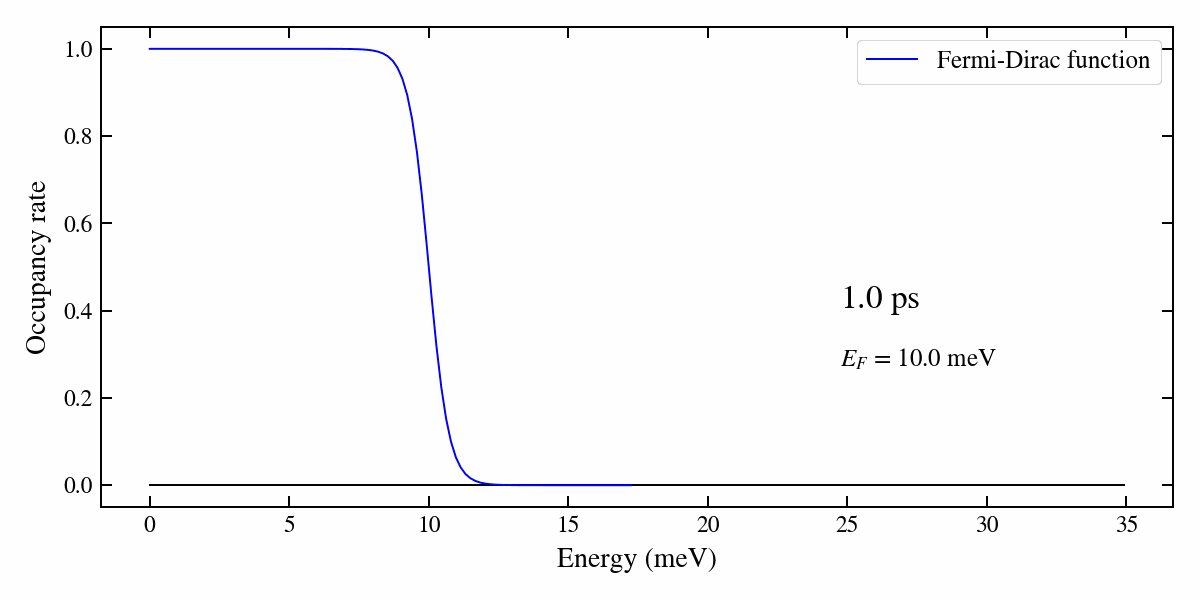 Fermi-Dirac function
1.0
0.8
0.6
0.4
0.2
0.0
Occupancy rate
1.0 ps
E_F = 10.0 meV
0 5 10 15 20 25 30 35
Energy (meV)